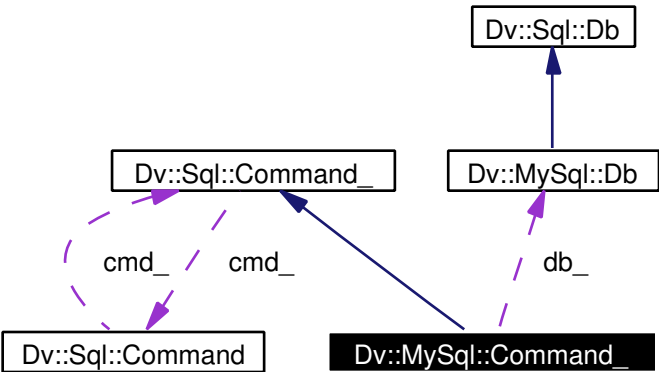 Dv::Sql::Db
Dv::Sql::Command_
Dv::MySql::Db
cmd_
cmd_
db_
Dv::Sql::Command
Dv::MySql::Command_